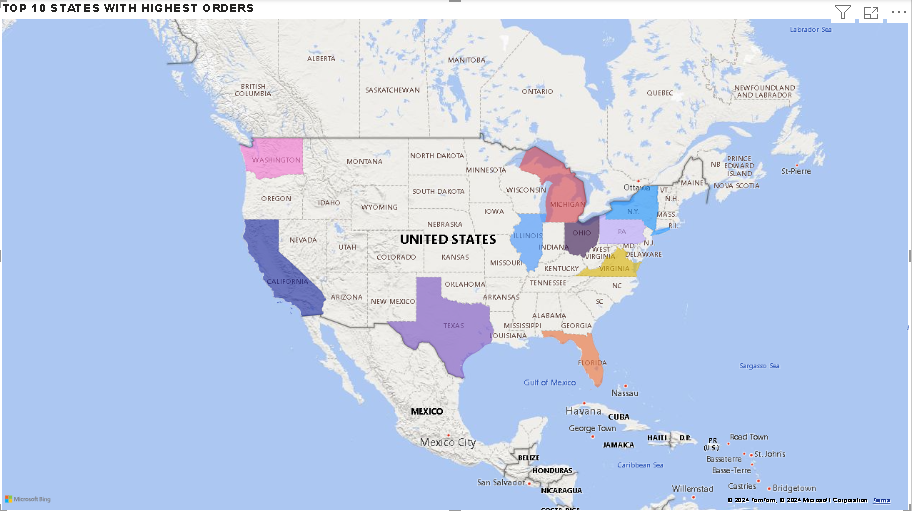 TOP 10 STATES WITH HIGHEST ORDERS
Labrador Sea
ALBERTA
MANITOBA
BRITISH
COLUMBIA
SASKATCHEWAN
ONTARIO
QUEBEC
NEWFOUNDLAND
AND LABRADOR
WASHINGTON
MONTANA
NORTH DAKOTA
MINNESOTA
NB
PRINCE
EDWARD
ISLAND
St-Pierre
OREGON
IDAHO
WYOMING
SOUTH DAKOTA
WISCONSIN
MICHIGAN
Ottawa
VT
N.H.
MAINE
NOVA SCOTIA
IOWA
N.Y.
MASS
R.I.
NEBRASKA
NEVADA
UTAH
COLORADO
UNITED STATES
KANSAS
MISSOURI
ILLINOIS
INDIANA
OHIO
PA
N J
MD
DELAWARE
WEST
VIRGINIA
KENTUCKY
VIRGINIA
CALIFORNIA
ARIZONA
NEW MEXICO
OKLAHOMA
ARKANSAS
TENNESSEE
NC
SC
TEXAS
LOUISIANA
MISSISSIPPI
ALABAMA
GEORGIA
FLORIDA
Gulf of Mexico
Sargasso Sea
Nassau
MEXICO
Mexico City
Havana
CUBA
George Town
JAMAICA
HAITI
D.R.
P.R.
(U.S.)
Road Town
St. Johns
Basseterre
Basse-Terre
Caribbean Sea
BELIZE
HONDURAS
San Salvador
NICARAGUA
Castries
Bridgetown
Willemstad
COSTA RICA
Microsoft Bing
© 2024 TomTom, © 2024 Microsoft Corporation Terms